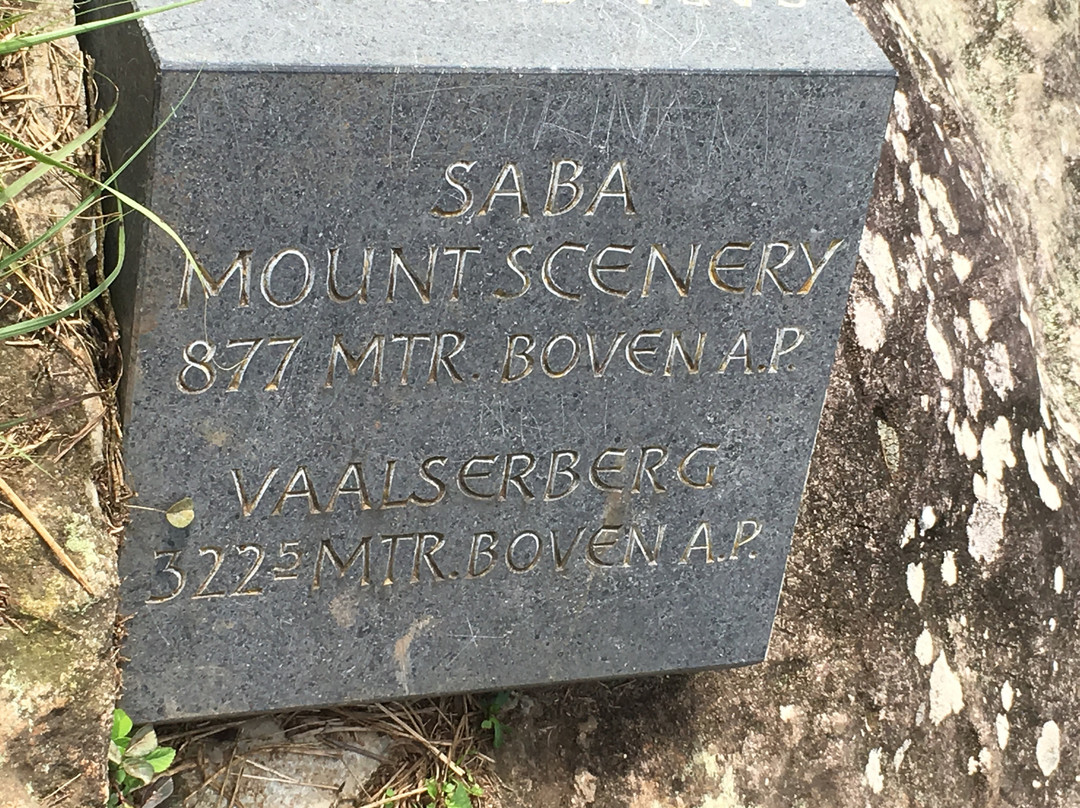 SABA
MOUNT SCENERY
877 MTR. BOVEN A.P.
VAALSERBERG
322⁵ MTR. BOVEN A.P.